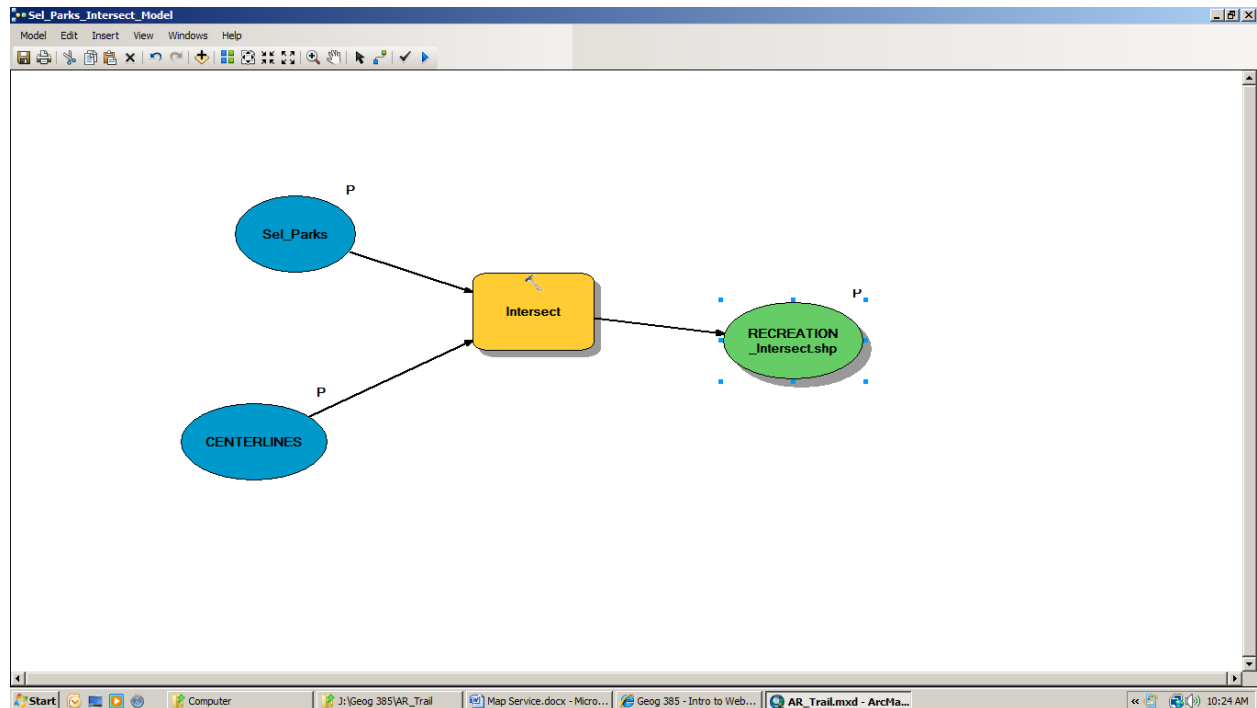 Sel_Parks_Intersect_Model
Model Edit Insert View Windows Help
P
Sel_Parks
Intersect
P
RECREATION
_Intersect.shp
P
CENTERLINES
Start Computer J:\Geog 385\AR_Trail Map Service.docx - Micro... Geog 385 - Intro to Web... AR_Trail.mxd - ArcMa... « 10:24 AM